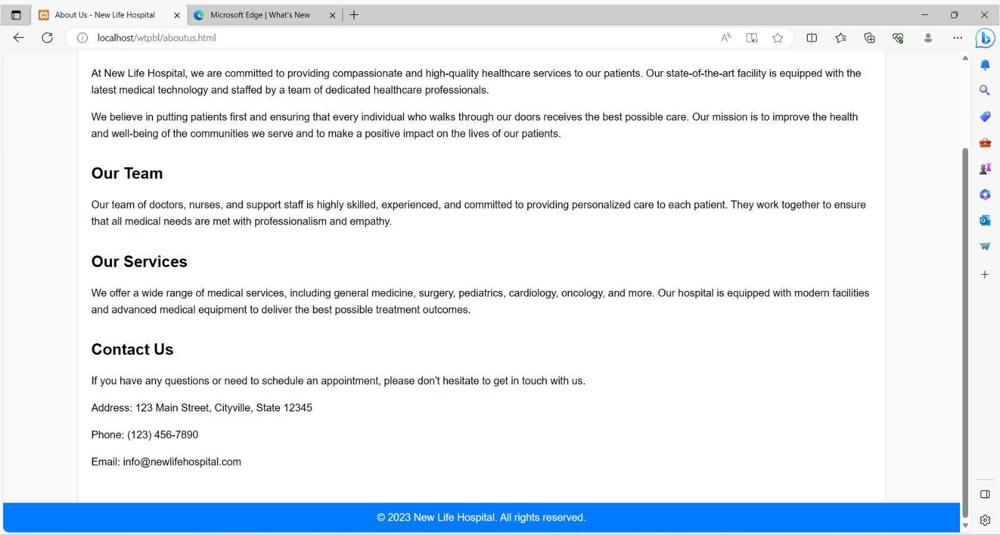 About Us - New Life Hospital
Microsoft Edge | What's New
localhost/wtpbl/aboutus.html
At New Life Hospital, we are committed to providing compassionate and high-quality healthcare services to our patients. Our state-of-the-art facility is equipped with the
latest medical technology and staffed by a team of dedicated healthcare professionals.
We believe in putting patients first and ensuring that every individual who walks through our doors receives the best possible care. Our mission is to improve the health
and well-being of the communities we serve and to make a positive impact on the lives of our patients.
Our Team
Our team of doctors, nurses, and support staff is highly skilled, experienced, and committed to providing personalized care to each patient. They work together to ensure
that all medical needs are met with professionalism and empathy.
Our Services
We offer a wide range of medical services, including general medicine, surgery, pediatrics, cardiology, oncology, and more. Our hospital is equipped with modern facilities
and advanced medical equipment to deliver the best possible treatment outcomes.
Contact Us
If you have any questions or need to schedule an appointment, please don't hesitate to get in touch with us.
Address: 123 Main Street, Cityville, State 12345
Phone: (123) 456-7890
Email: info@newlifehospital.com
© 2023 New Life Hospital. All rights reserved.